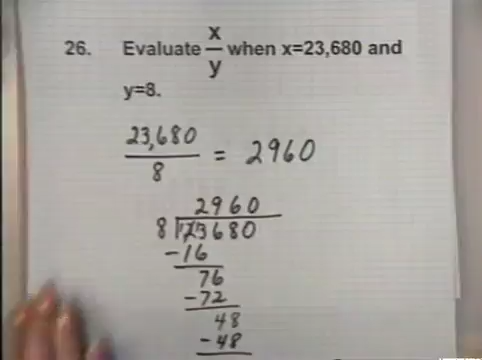 26. Evaluate x/y when x=23,680 and
y=8.
23,680/8 = 2960
2960
8 23680
-16
76
-72
48
-48